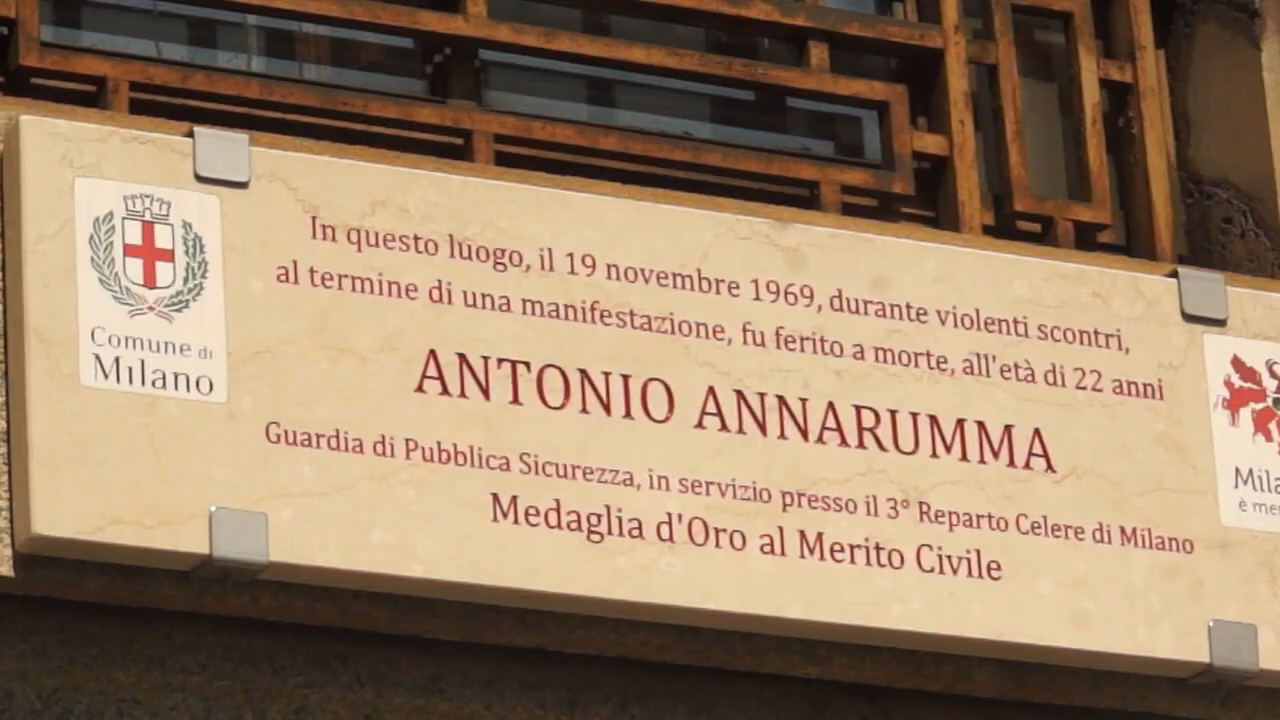 Comune di
Milano
In questo luogo, il 19 novembre 1969, durante violenti scontri,
al termine di una manifestazione, fu ferito a morte, all'età di 22 anni
ANTONIO ANNARUMMA
Guardia di Pubblica Sicurezza, in servizio presso il 3° Reparto Celere di Milano
Medaglia d'Oro al Merito Civile
è